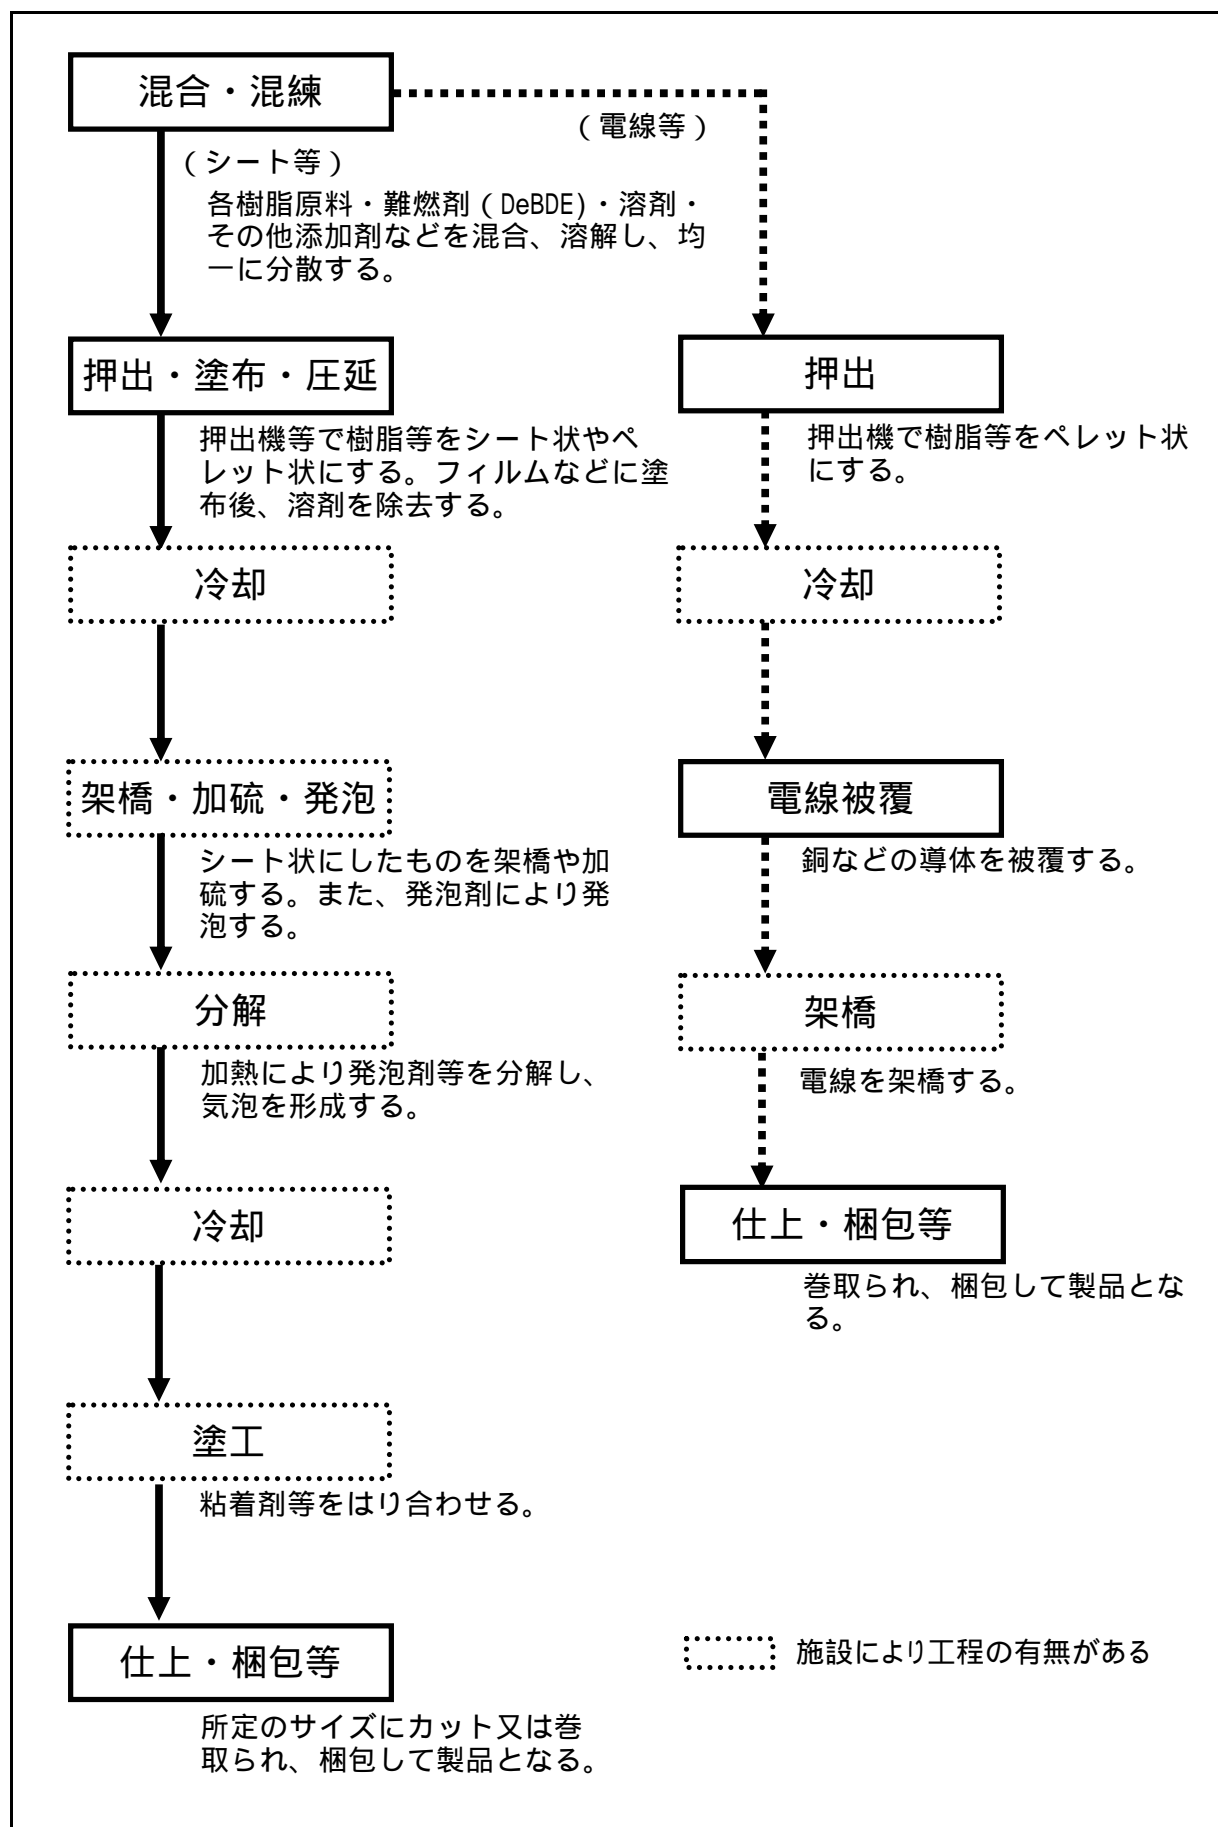 混合・混練
(電線等)
(シート等)
各樹脂原料・難燃剤(DeBDE)・溶剤・
その他添加剤などを混合、溶解し、均
一に分散する。
押出・塗布・圧延
押出機等で樹脂等をシート状やペ
レット状にする。フィルムなどに塗
布後、溶剤を除去する。
冷却
架橋・加硫・発泡
シート状にしたものを架橋や加
硫する。また、発泡剤により発
泡する。
分解
加熱により発泡剤等を分解し、
気泡を形成する。
冷却
塗工
粘着剤等をはり合わせる。
仕上・梱包等
所定のサイズにカット又は巻
取られ、梱包して製品となる。
押出
押出機で樹脂等をペレット状
にする。
冷却
電線被覆
銅などの導体を被覆する。
架橋
電線を架橋する。
仕上・梱包等
巻取られ、梱包して製品とな
る。
施設により工程の有無がある